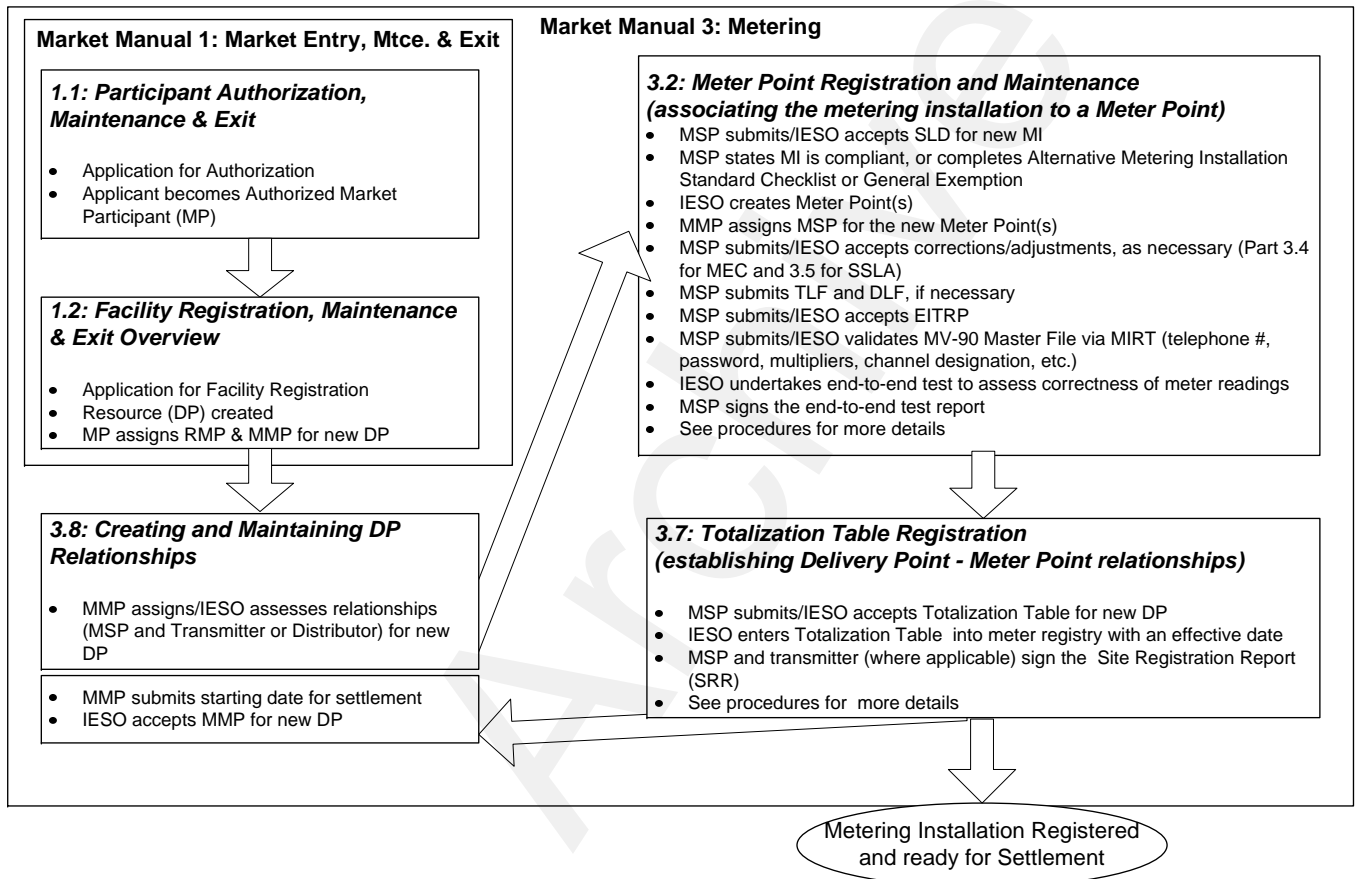 Market Manual 1: Market Entry, Mtce. & Exit
1.1: Participant Authorization,
Maintenance & Exit
• Application for Authorization
• Applicant becomes Authorized Market
Participant (MP)
1.2: Facility Registration, Maintenance
& Exit Overview
• Application for Facility Registration
• Resource (DP) created
• MP assigns RMP & MMP for new DP
Market Manual 3: Metering
3.8: Creating and Maintaining DP
Relationships
• MMP assigns/IESO assesses relationships
(MSP and Transmitter or Distributor) for new
DP
• MMP submits starting date for settlement
• IESO accepts MMP for new DP
3.2: Meter Point Registration and Maintenance
(associating the metering installation to a Meter Point)
• MSP submits/IESO accepts SLD for new MI
• MSP states MI is compliant, or completes Alternative Metering Installation
Standard Checklist or General Exemption
• IESO creates Meter Point(s)
• MMP assigns MSP for the new Meter Point(s)
• MSP submits/IESO accepts corrections/adjustments, as necessary (Part 3.4
for MEC and 3.5 for SSLA)
• MSP submits TLF and DLF, if necessary
• MSP submits/IESO accepts EITRP
• MSP submits/IESO validates MV-90 Master File via MIRT (telephone #,
password, multipliers, channel designation, etc.)
• IESO undertakes end-to-end test to assess correctness of meter readings
• MSP signs the end-to-end test report
• See procedures for more details
3.7: Totalization Table Registration
(establishing Delivery Point - Meter Point relationships)
• MSP submits/IESO accepts Totalization Table for new DP
• IESO enters Totalization Table into meter registry with an effective date
• MSP and transmitter (where applicable) sign the Site Registration Report
(SRR)
• See procedures for more details
Metering Installation Registered
and ready for Settlement
Archive